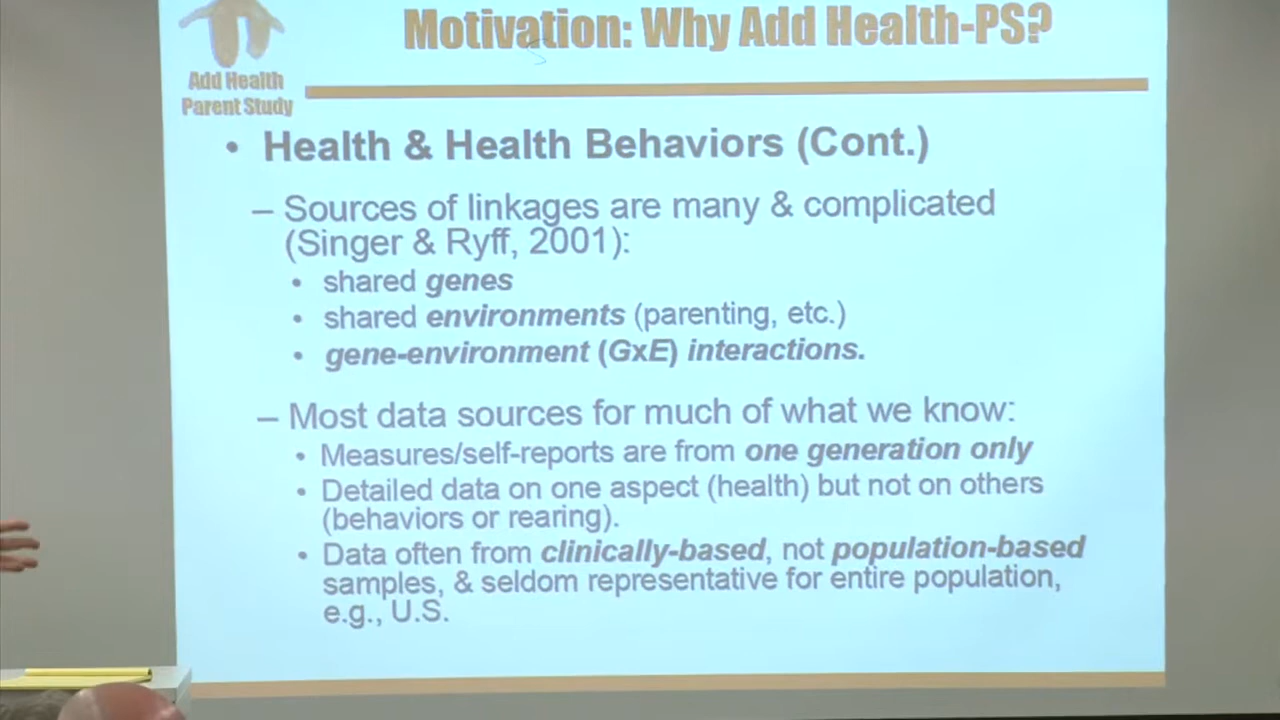 Motivation: Why Add Health-PS?
Add Health
Parent Study
• Health & Health Behaviors (Cont.)
– Sources of linkages are many & complicated
(Singer & Ryff, 2001):
• shared genes
• shared environments (parenting, etc.)
• gene-environment (GxE) interactions.
– Most data sources for much of what we know:
• Measures/self-reports are from one generation only
• Detailed data on one aspect (health) but not on others
(behaviors or rearing).
• Data often from clinically-based, not population-based
samples, & seldom representative for entire population,
e.g., U.S.